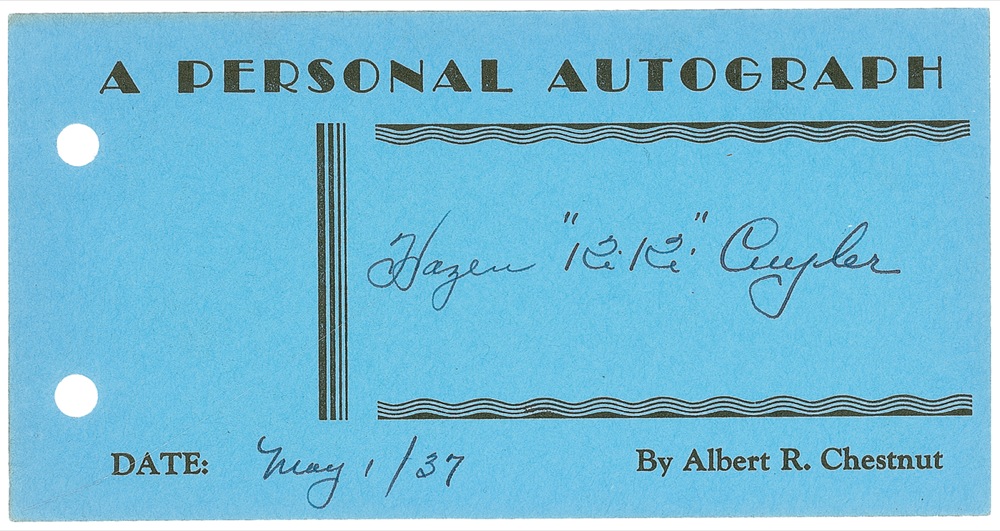 A PERSONAL AUTOGRAPH
Hazen "Ki Ki" Cuyler
DATE: May 1/37
By Albert R. Chestnut